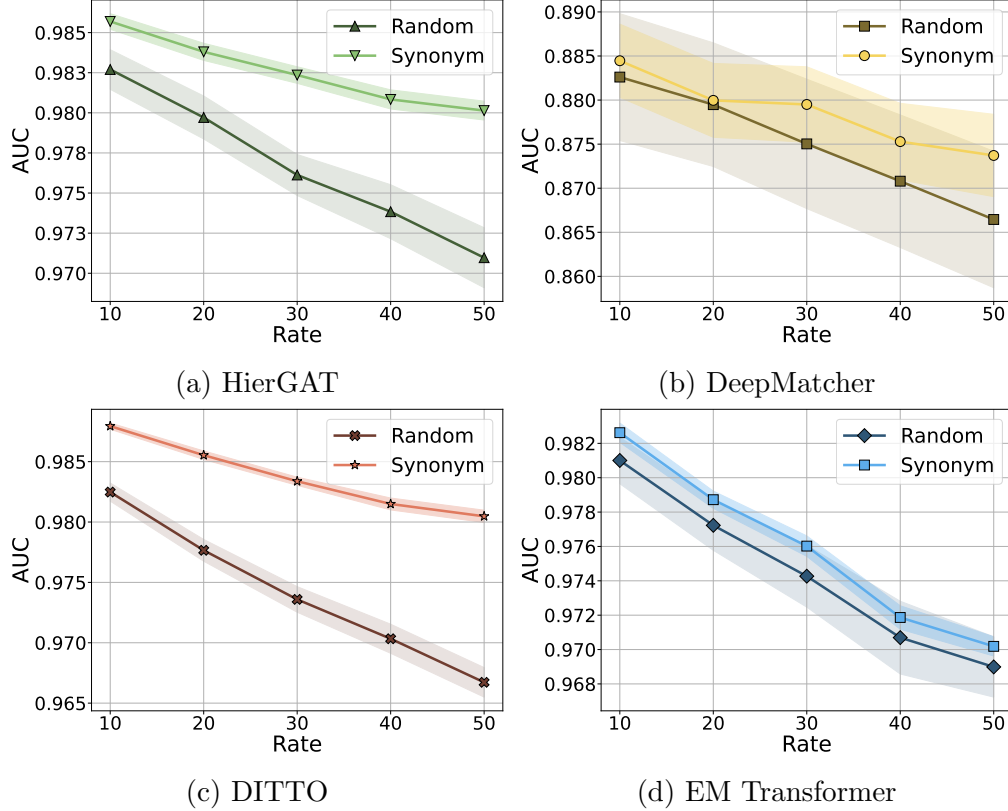 0.985
0.983
0.980
0.978
0.975
0.973
0.970
AUC
Random
Synonym
10 20 30 40 50
Rate
(a) HierGAT
0.890
0.885
0.880
0.875
0.870
0.865
0.860
AUC
Random
Synonym
10 20 30 40 50
Rate
(b) DeepMatcher
0.985
0.980
0.975
0.970
0.965
AUC
Random
Synonym
10 20 30 40 50
Rate
(c) DITTO
0.982
0.980
0.978
0.976
0.974
0.972
0.970
0.968
AUC
Random
Synonym
10 20 30 40 50
Rate
(d) EM Transformer